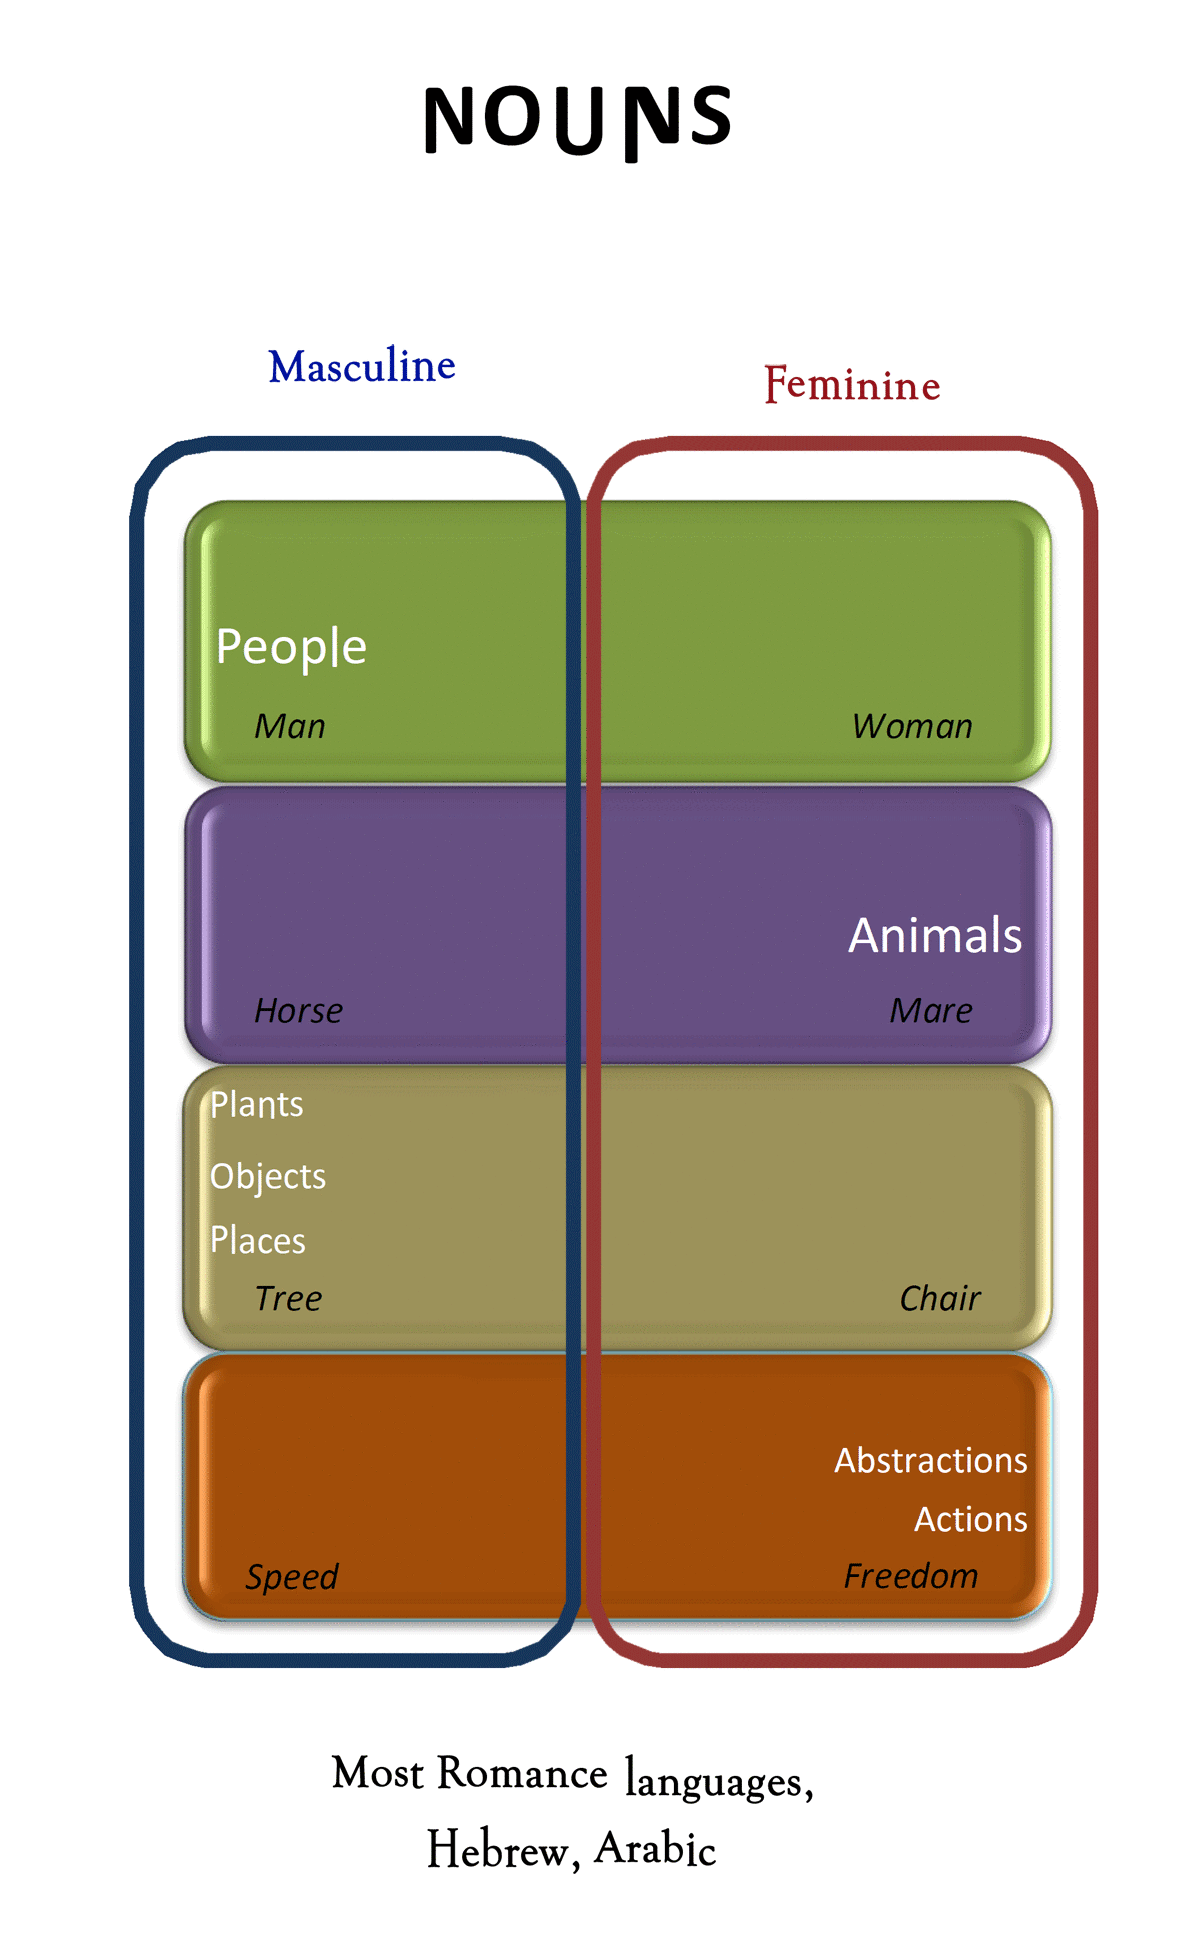 NOUNS
Masculine
Feminine
People
Man
Woman
Animals
Horse
Mare
Plants
Objects
Places
Tree
Chair
Abstractions
Actions
Speed
Freedom
Most Romance languages,
Hebrew, Arabic